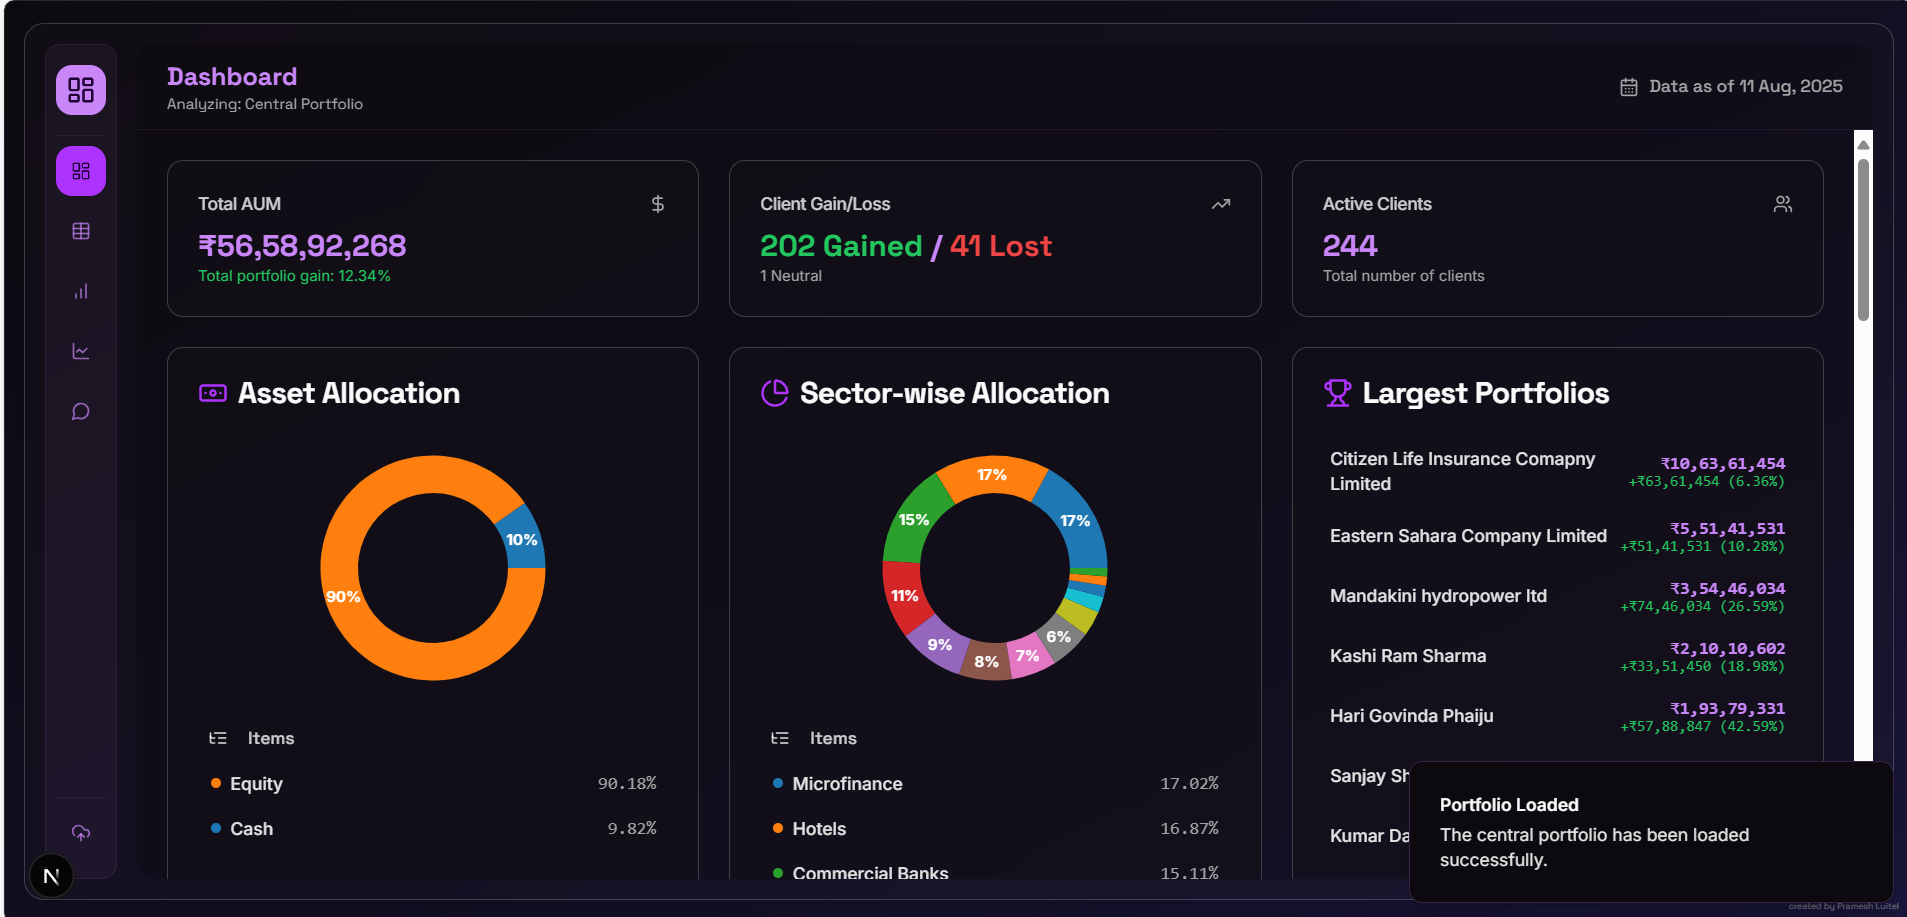 Dashboard
Analyzing: Central Portfolio
Data as of 11 Aug, 2025
Total AUM
₹56,58,92,268
Total portfolio gain: 12.34%
Client Gain/Loss
202 Gained / 41 Lost
1 Neutral
Active Clients
244
Total number of clients
Asset Allocation
10%
90%
Items
Equity 90.18%
Cash 9.82%
Sector-wise Allocation
17%
17%
15%
11%
9%
8%
7%
6%
Items
Microfinance 17.02%
Hotels 16.87%
Commercial Banks 15.11%
Largest Portfolios
Citizen Life Insurance Comapny
Limited
₹10,63,61,454
+₹63,61,454 (6.36%)
Eastern Sahara Company Limited
₹5,51,41,531
+₹51,41,531 (10.28%)
Mandakini hydropower ltd
₹3,54,46,034
+₹74,46,034 (26.59%)
Kashi Ram Sharma
₹2,10,10,602
+₹33,51,450 (18.98%)
Hari Govinda Phaiju
₹1,93,79,331
+₹57,88,847 (42.59%)
Sanjay Sh
Kumar Da
Portfolio Loaded
The central portfolio has been loaded
successfully.
N
created by Pramesh Luitel